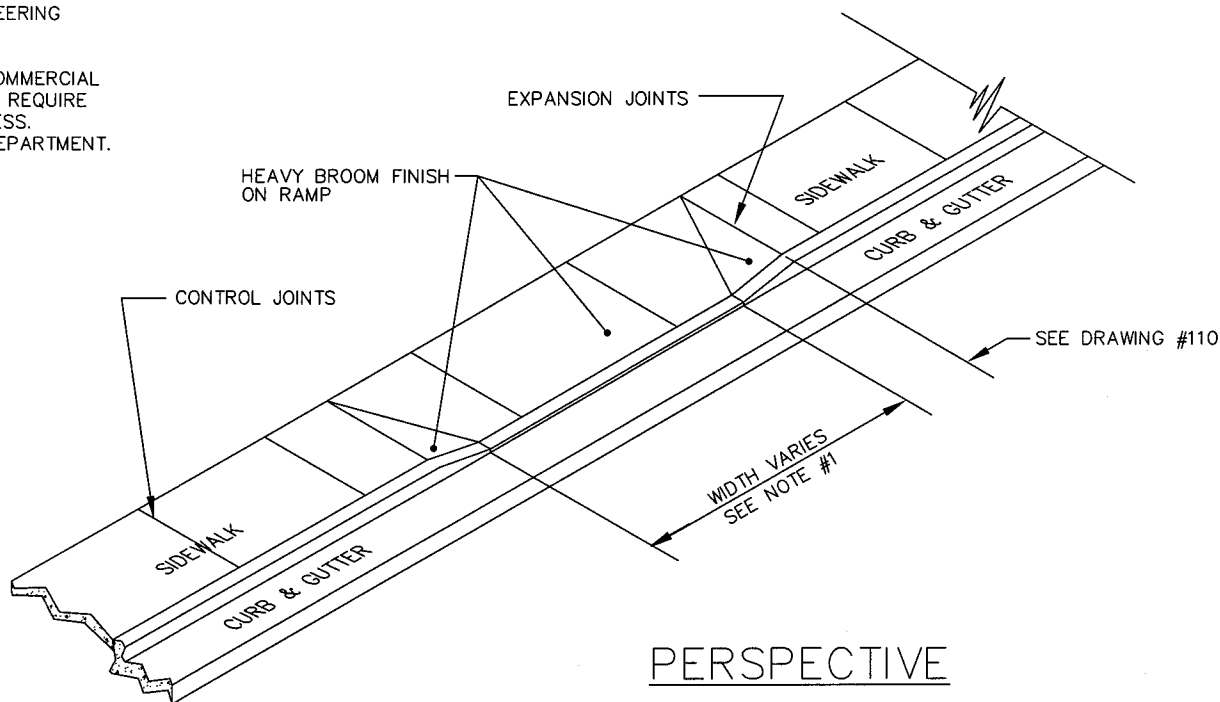 EERING
OMMERCIAL
REQUIRE
ESS.
EPARTMENT.
EXPANSION JOINTS
HEAVY BROOM FINISH
ON RAMP
SIDEWALK
CURB & GUTTER
CONTROL JOINTS
SEE DRAWING #110
WIDTH VARIES
SEE NOTE #1
SIDEWALK
CURB & GUTTER
PERSPECTIVE